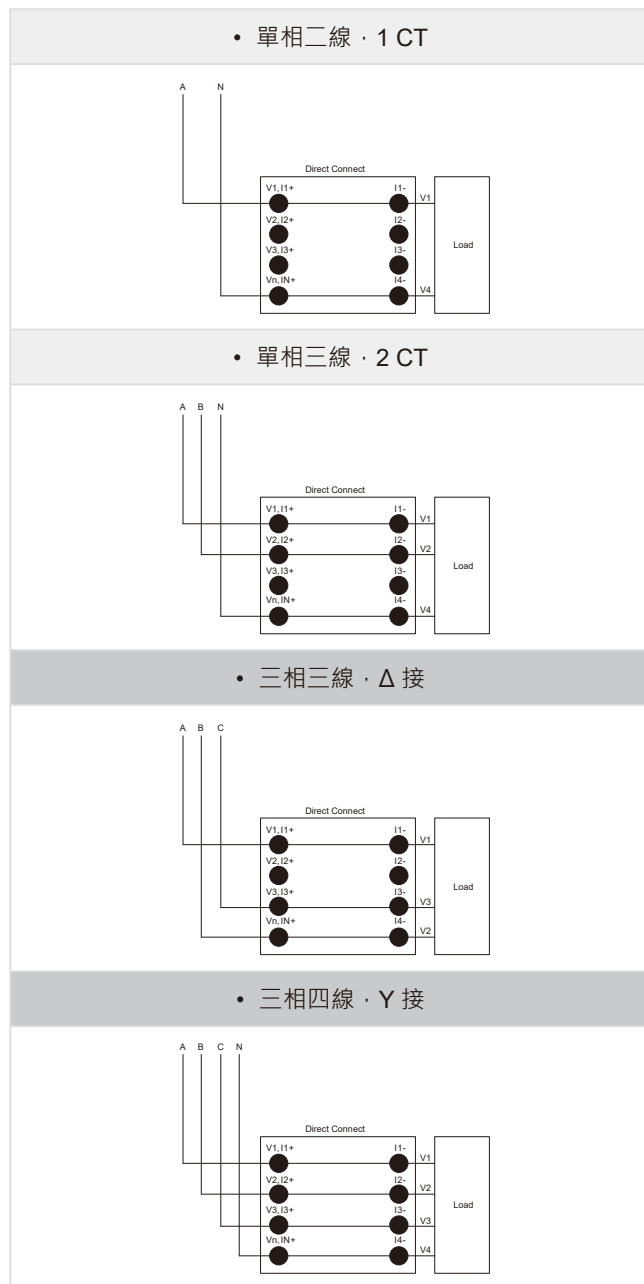 • 單相二線，1 CT
A N
Direct Connect
V1, I1+ I1- V1
V2, I2+ I2-
V3, I3+ I3- Load
Vn, IN+ I4- V4
• 單相三線，2 CT
A B N
Direct Connect
V1, I1+ I1- V1
V2, I2+ I2- V2
V3, I3+ I3- Load
Vn, IN+ I4- V4
• 三相三線，Δ 接
A B C
Direct Connect
V1, I1+ I1- V1
V2, I2+ I2-
V3, I3+ I3- V3 Load
Vn, IN+ I4- V2
• 三相四線，Y 接
A B C N
Direct Connect
V1, I1+ I1- V1
V2, I2+ I2- V2
V3, I3+ I3- V3 Load
Vn, IN+ I4- V4